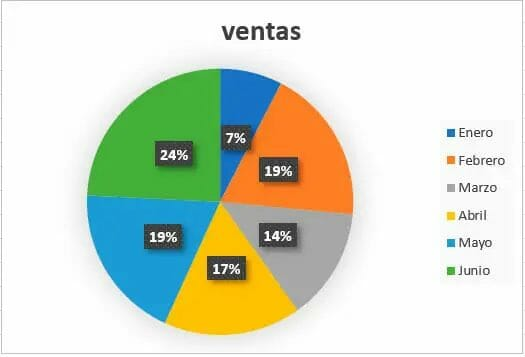 ventas
7%
19%
14%
17%
19%
24%
Enero
Febrero
Marzo
Abril
Mayo
Junio